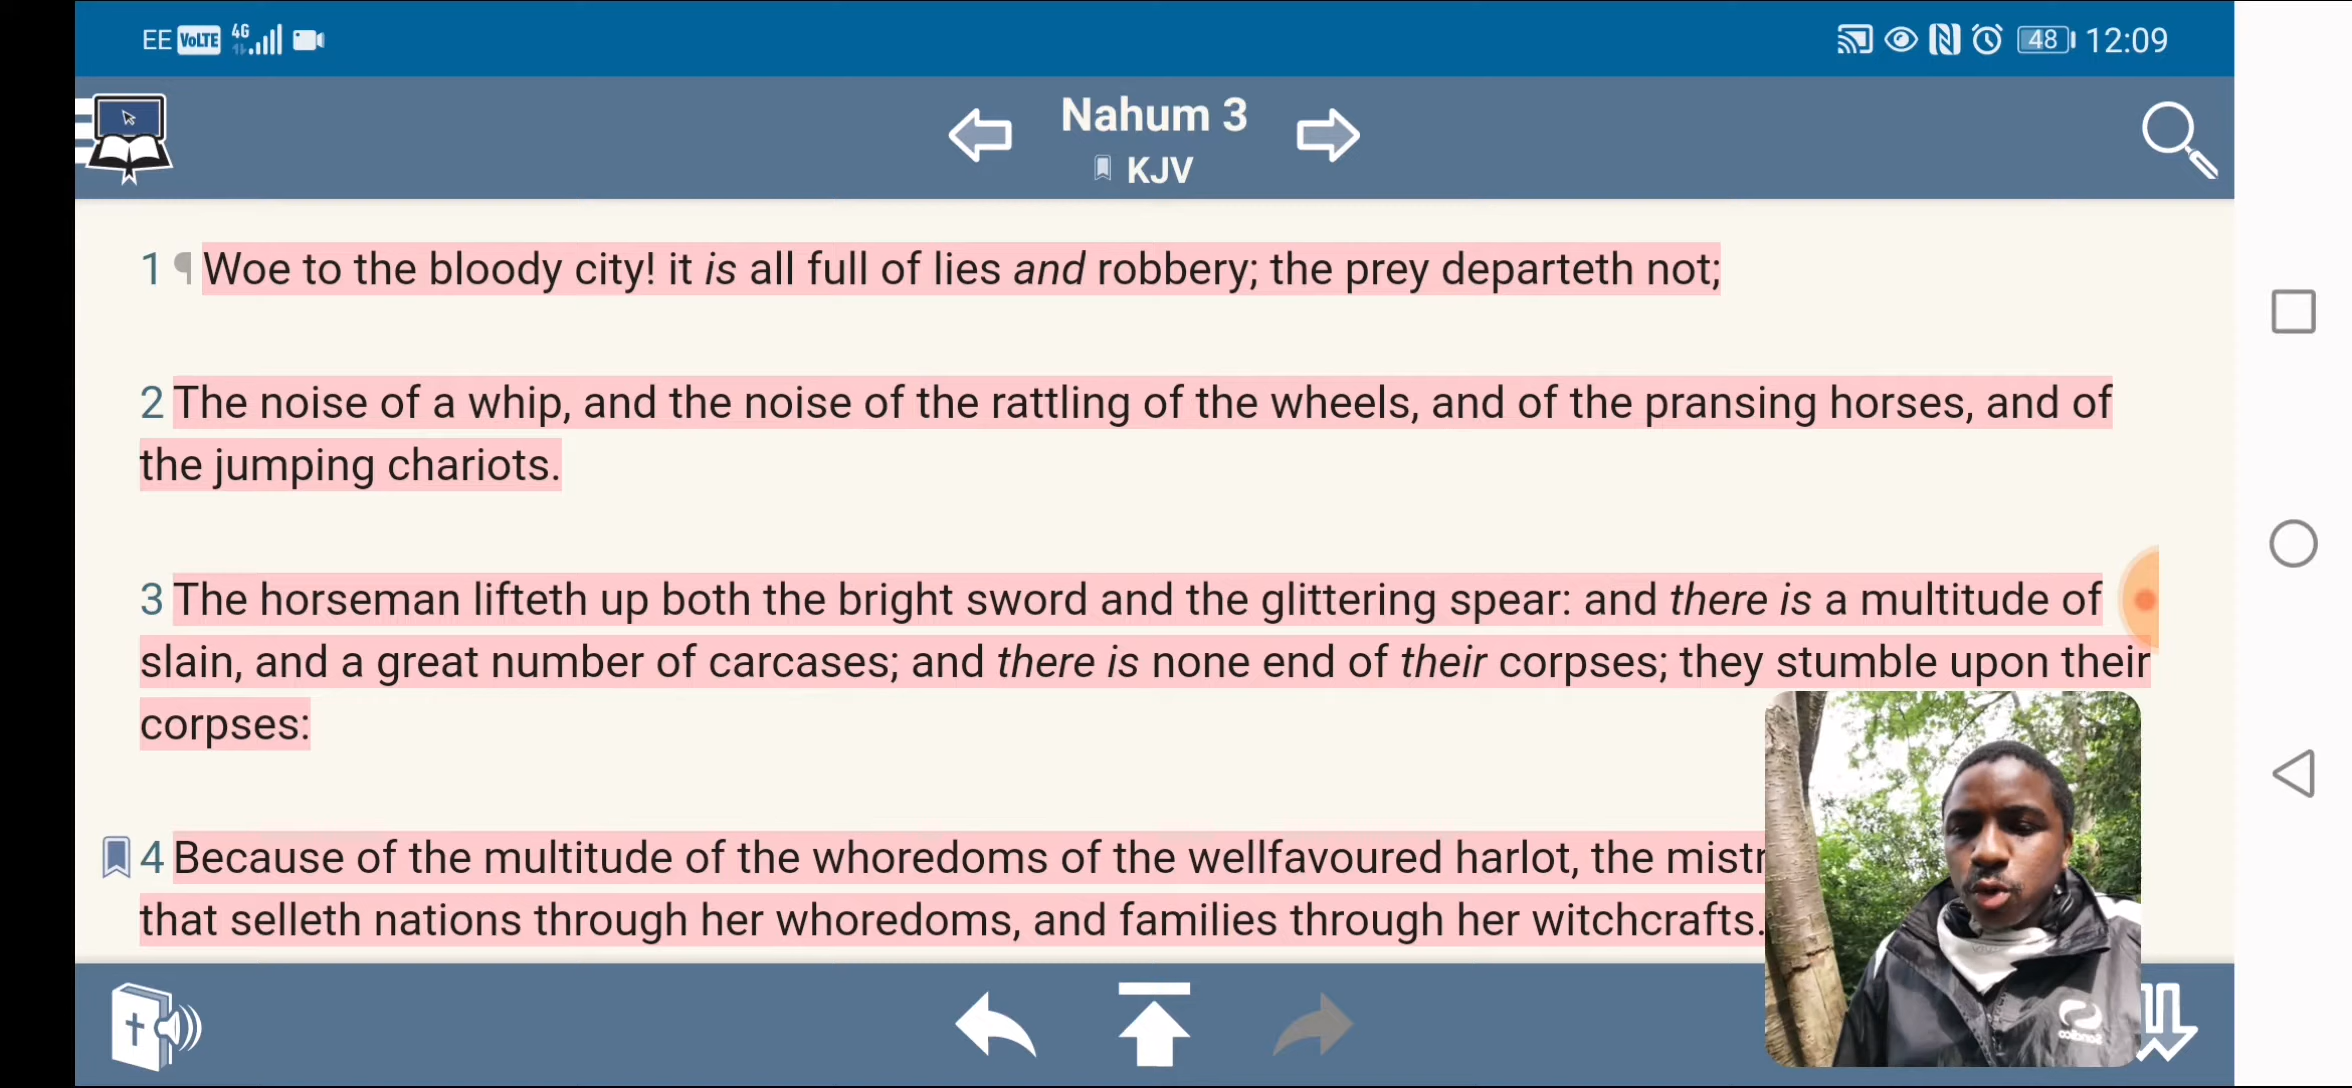 EE VoLTE 4G 48 12:09
Nahum 3
KJV
1 ¶ Woe to the bloody city! it is all full of lies and robbery; the prey departeth not;
2 The noise of a whip, and the noise of the rattling of the wheels, and of the pransing horses, and of
the jumping chariots.
3 The horseman lifteth up both the bright sword and the glittering spear: and there is a multitude of
slain, and a great number of carcases; and there is none end of their corpses; they stumble upon their
corpses:
4 Because of the multitude of the whoredoms of the wellfavoured harlot, the
that selleth nations through her whoredoms, and families through her witchcrafts.